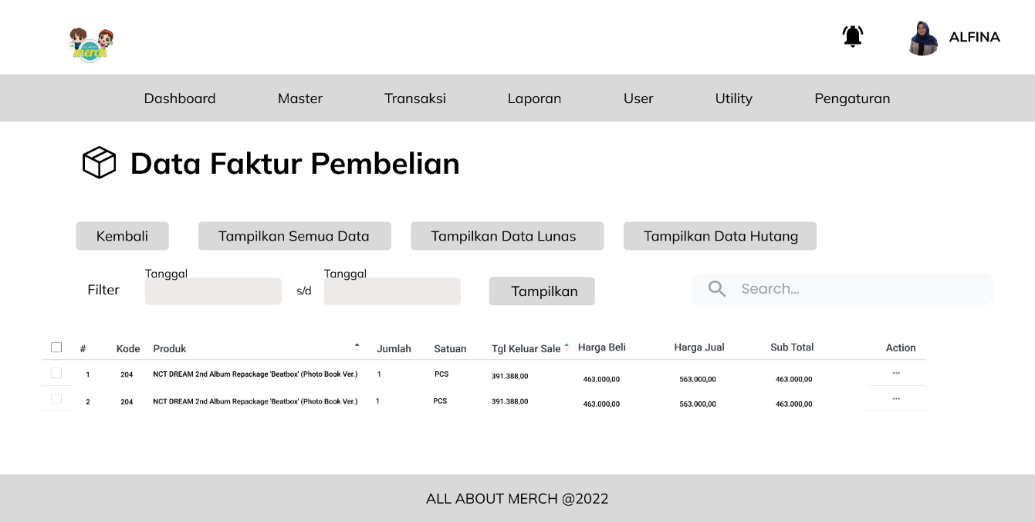 merch
ALFINA
Dashboard Master Transaksi Laporan User Utility Pengaturan
Data Faktur Pembelian
Kembali Tampilkan Semua Data Tampilkan Data Lunas Tampilkan Data Hutang
Tanggal Tanggal
Filter s/d Tampilkan Search...
# Kode Produk Jumlah Satuan Tgl Keluar Sale Harga Beli Harga Jual Sub Total Action
1 204 NCT DREAM 2nd Album Repackage 'Beatbox' (Photo Book Ver.) 1 PCS 391.388,00 463.000,00 563.000,00 463.000,00 ...
2 204 NCT DREAM 2nd Album Repackage 'Beatbox' (Photo Book Ver.) 1 PCS 391.388,00 463.000,00 563.000,00 463.000,00 ...
ALL ABOUT MERCH @2022